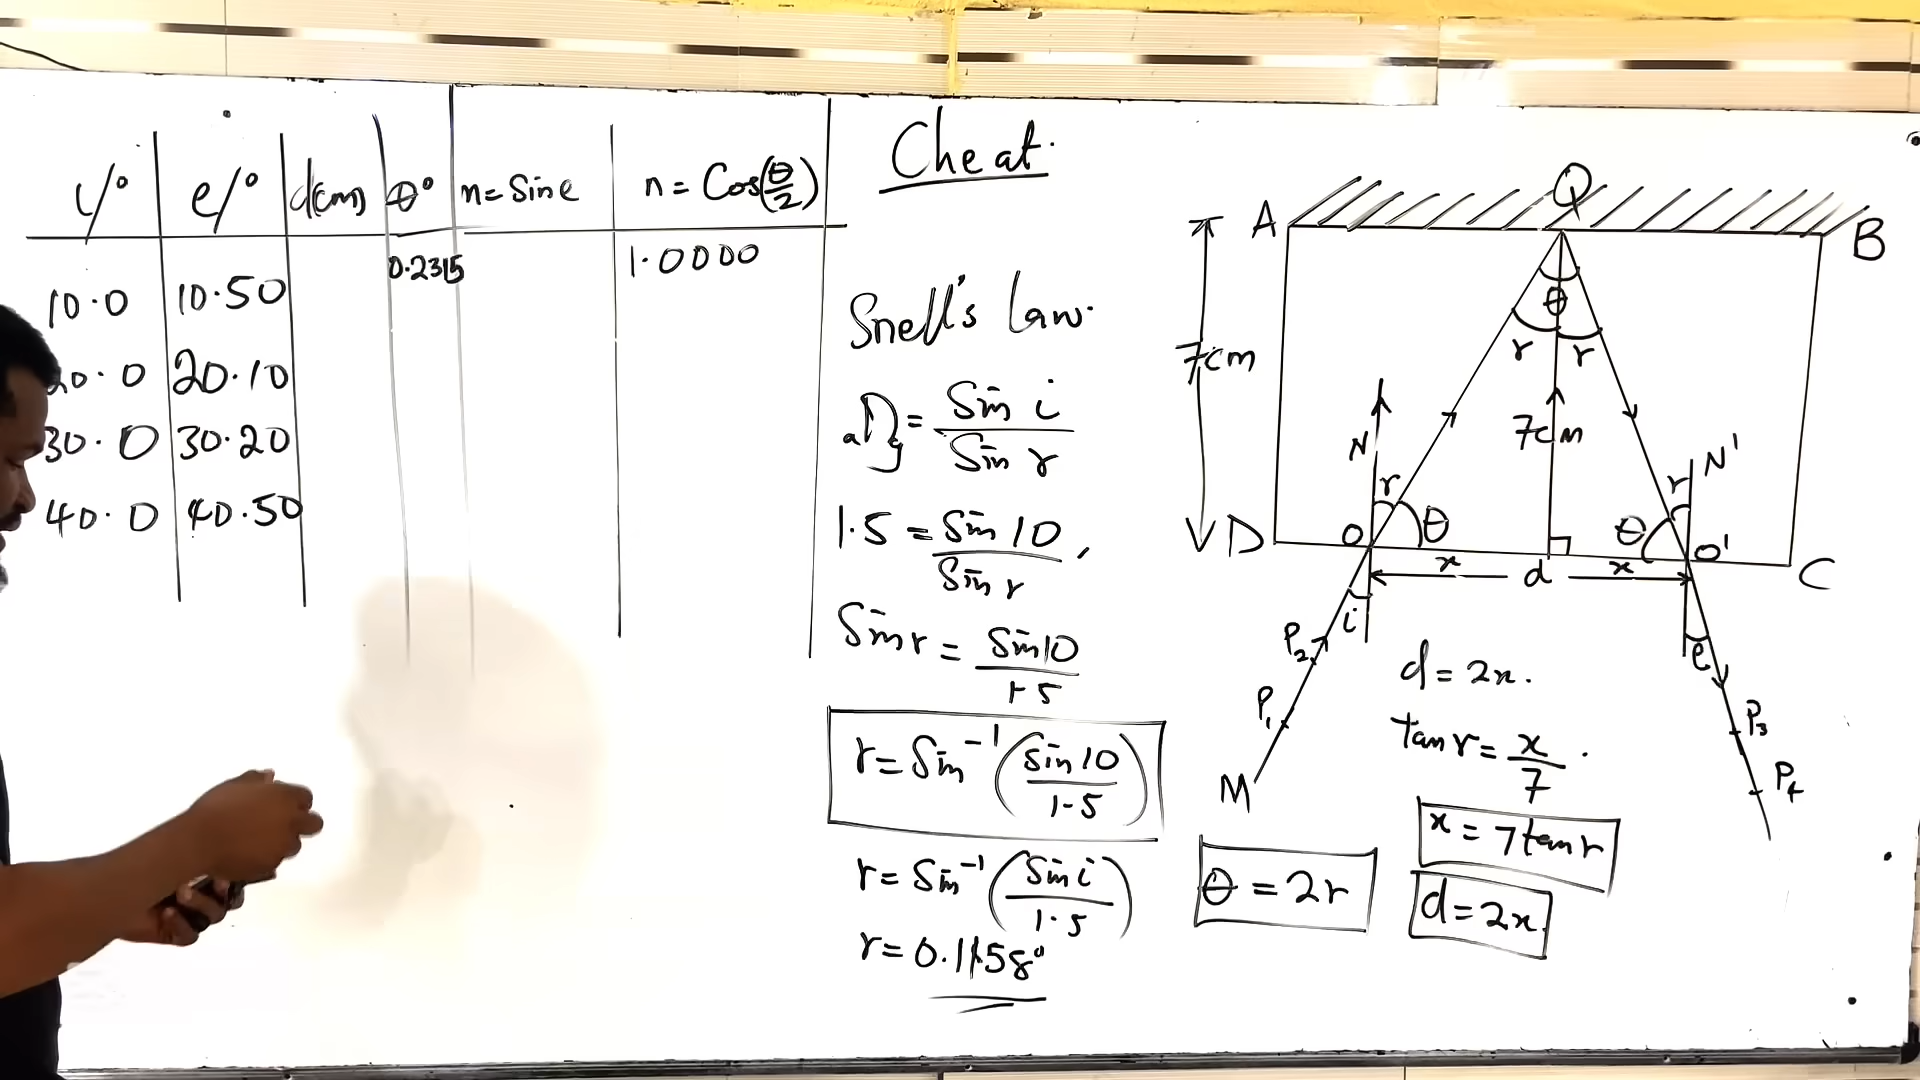 i/° e/° d(cm) θ° m=Sin e n = Cos(θ/2)
0.2315 1.0000
10.0 10.50
20.0 20.10
30.0 30.20
40.0 40.50
Cheat.
Snell's law.
aηg = Sin i / Sin r
1.5 = Sin 10 / Sin r,
Sin r = Sin 10 / 1.5
r = Sin⁻¹(Sin 10 / 1.5)
r = Sin⁻¹(Sin i / 1.5)
r = 0.1158°
Q
A B
θ
r r
7cm
7cm
N N'
r r
D O θ θ O' C
x d x
i e
P2
P1
M
P3
P4
d = 2x.
tan r = x / 7.
x = 7tan r
θ = 2r
d = 2x.